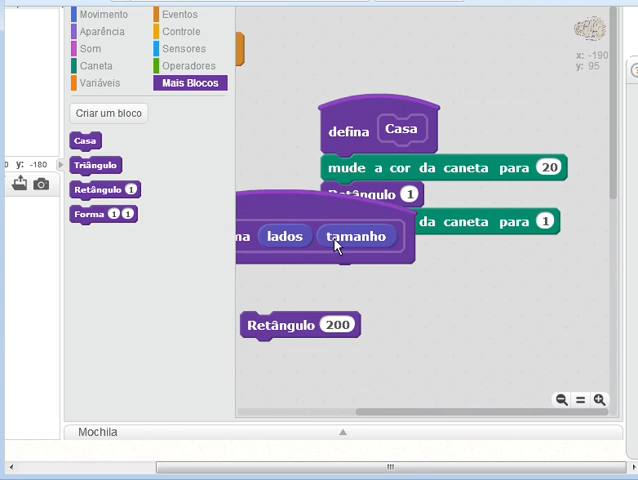 Movimento
Eventos
Aparência
Controle
Som
Sensores
Caneta
Operadores
Variáveis
Mais Blocos
Criar um bloco
Casa
Triângulo
Retângulo 1
Forma 1 1
0 y: -180
x: -190
y: 95
defina Casa
mude a cor da caneta para 20
Retângulo 1
da caneta para 1
ma lados tamanho
Retângulo 200
Mochila